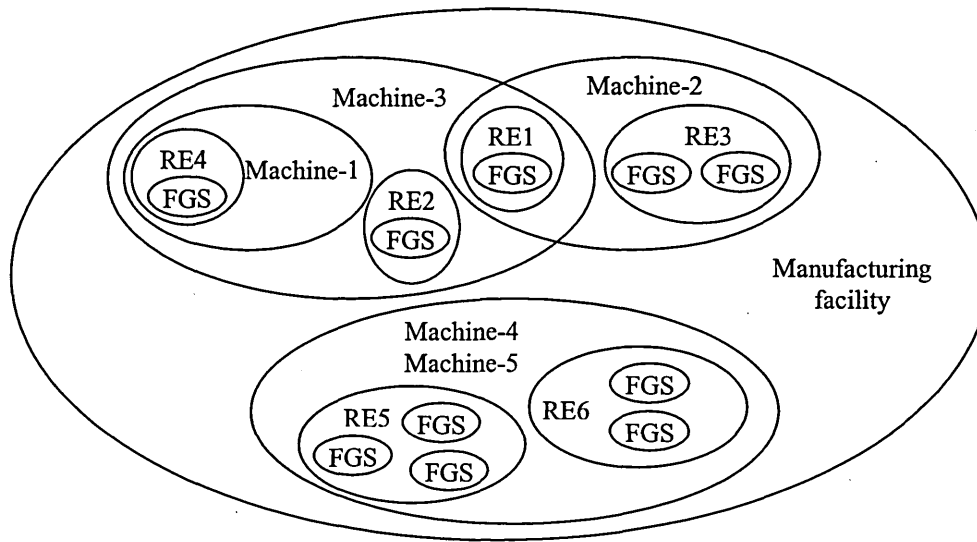 Machine-3
Machine-2
RE4
FGS
Machine-1
RE2
FGS
RE1
FGS
RE3
FGS FGS
Manufacturing
facility
Machine-4
Machine-5
RE5
FGS
FGS
FGS
RE6
FGS
FGS